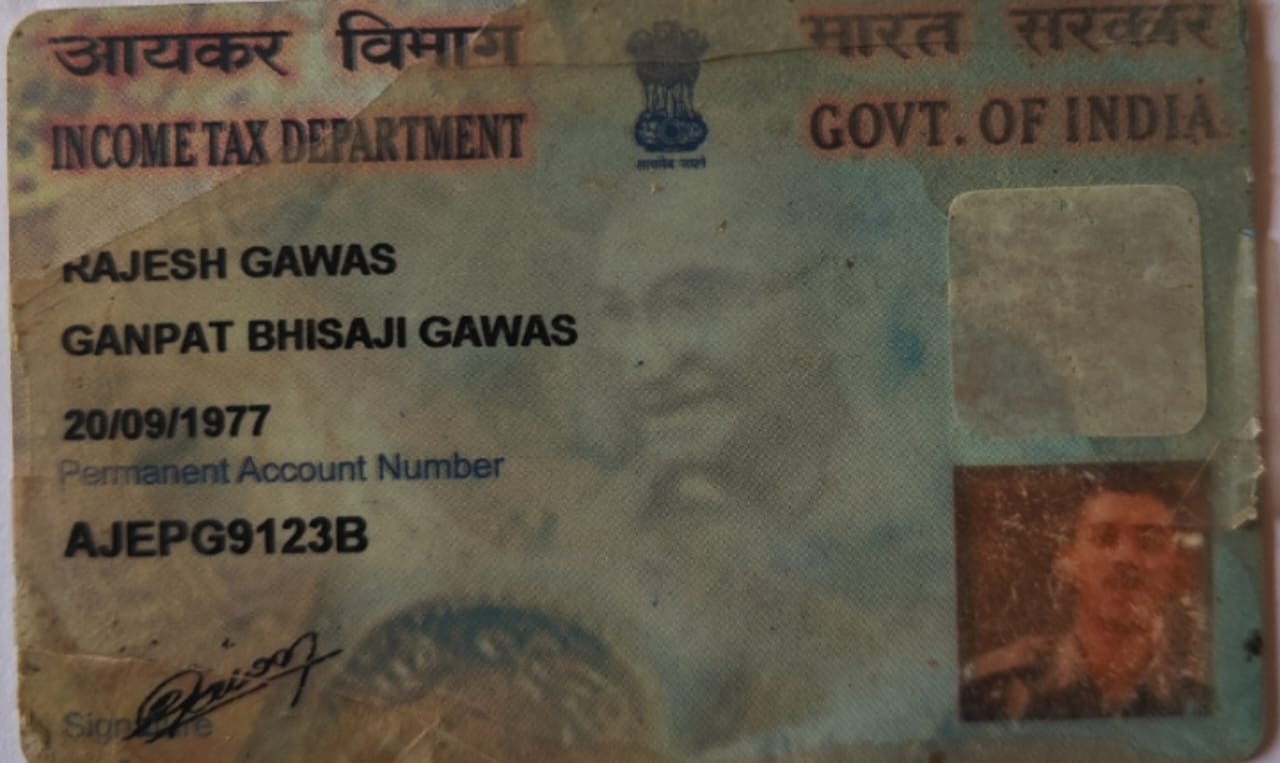 आयकर विभाग
भारत सरकार
INCOME TAX DEPARTMENT
GOVT. OF INDIA
सत्यमेव जयते
RAJESH GAWAS
GANPAT BHISAJI GAWAS
20/09/1977
Permanent Account Number
AJEPG9123B
Signature